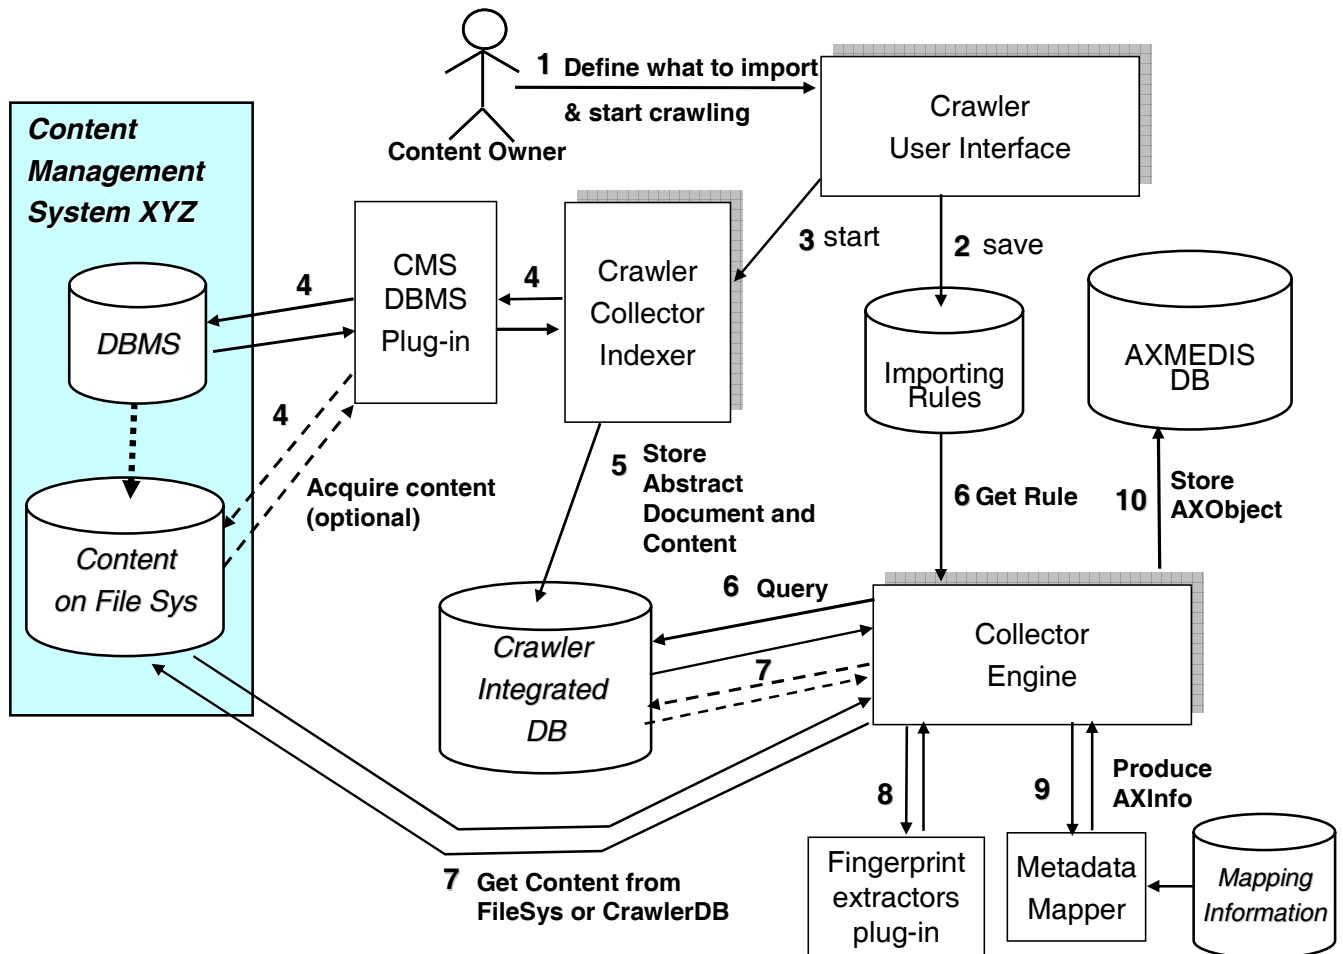 1 Define what to import
& start crawling
Content Owner
Crawler
User Interface
Content
Management
System XYZ
3 start
2 save
CMS
DBMS
Plug-in
Crawler
Collector
Indexer
4
4
DBMS
4
Importing
Rules
AXMEDIS
DB
Acquire content
(optional)
5 Store
Abstract
Document and
Content
6 Get Rule
10 Store
AXObject
Content
on File Sys
6 Query
Crawler
Integrated
DB
7
Collector
Engine
8
9
Produce
AXInfo
7 Get Content from
FileSys or CrawlerDB
Fingerprint
extractors
plug-in
Metadata
Mapper
Mapping
Information